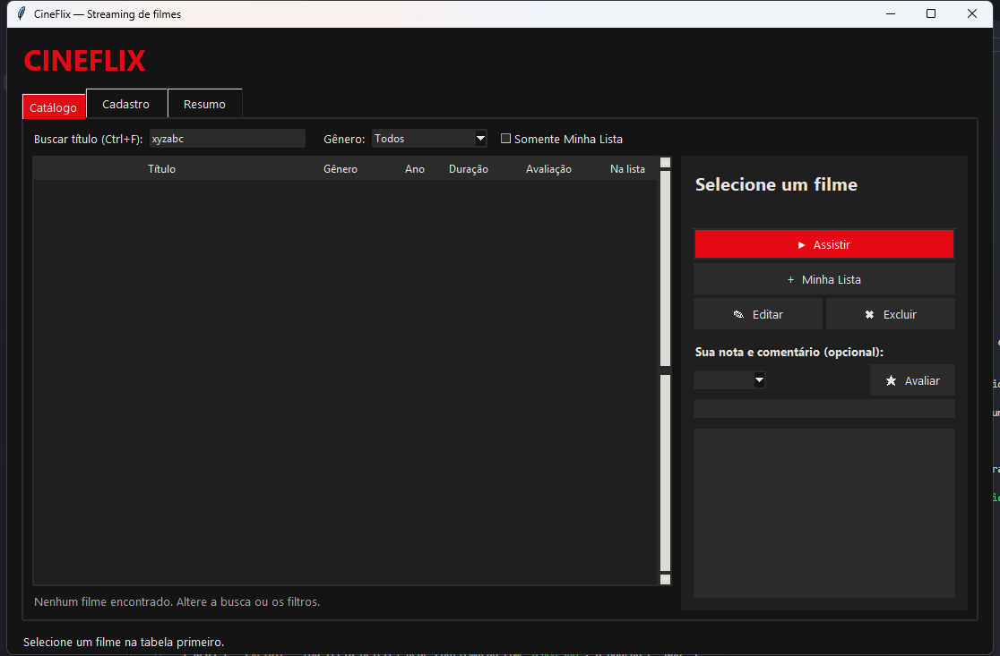 CineFlix — Streaming de filmes
CINEFLIX
Catálogo Cadastro Resumo
Buscar título (Ctrl+F): xyzabc Gênero: Todos Somente Minha Lista
Título Gênero Ano Duração Avaliação Na lista
Selecione um filme
► Assistir
+ Minha Lista
✎ Editar ✖ Excluir
Sua nota e comentário (opcional):
★ Avaliar
Nenhum filme encontrado. Altere a busca ou os filtros.
Selecione um filme na tabela primeiro.